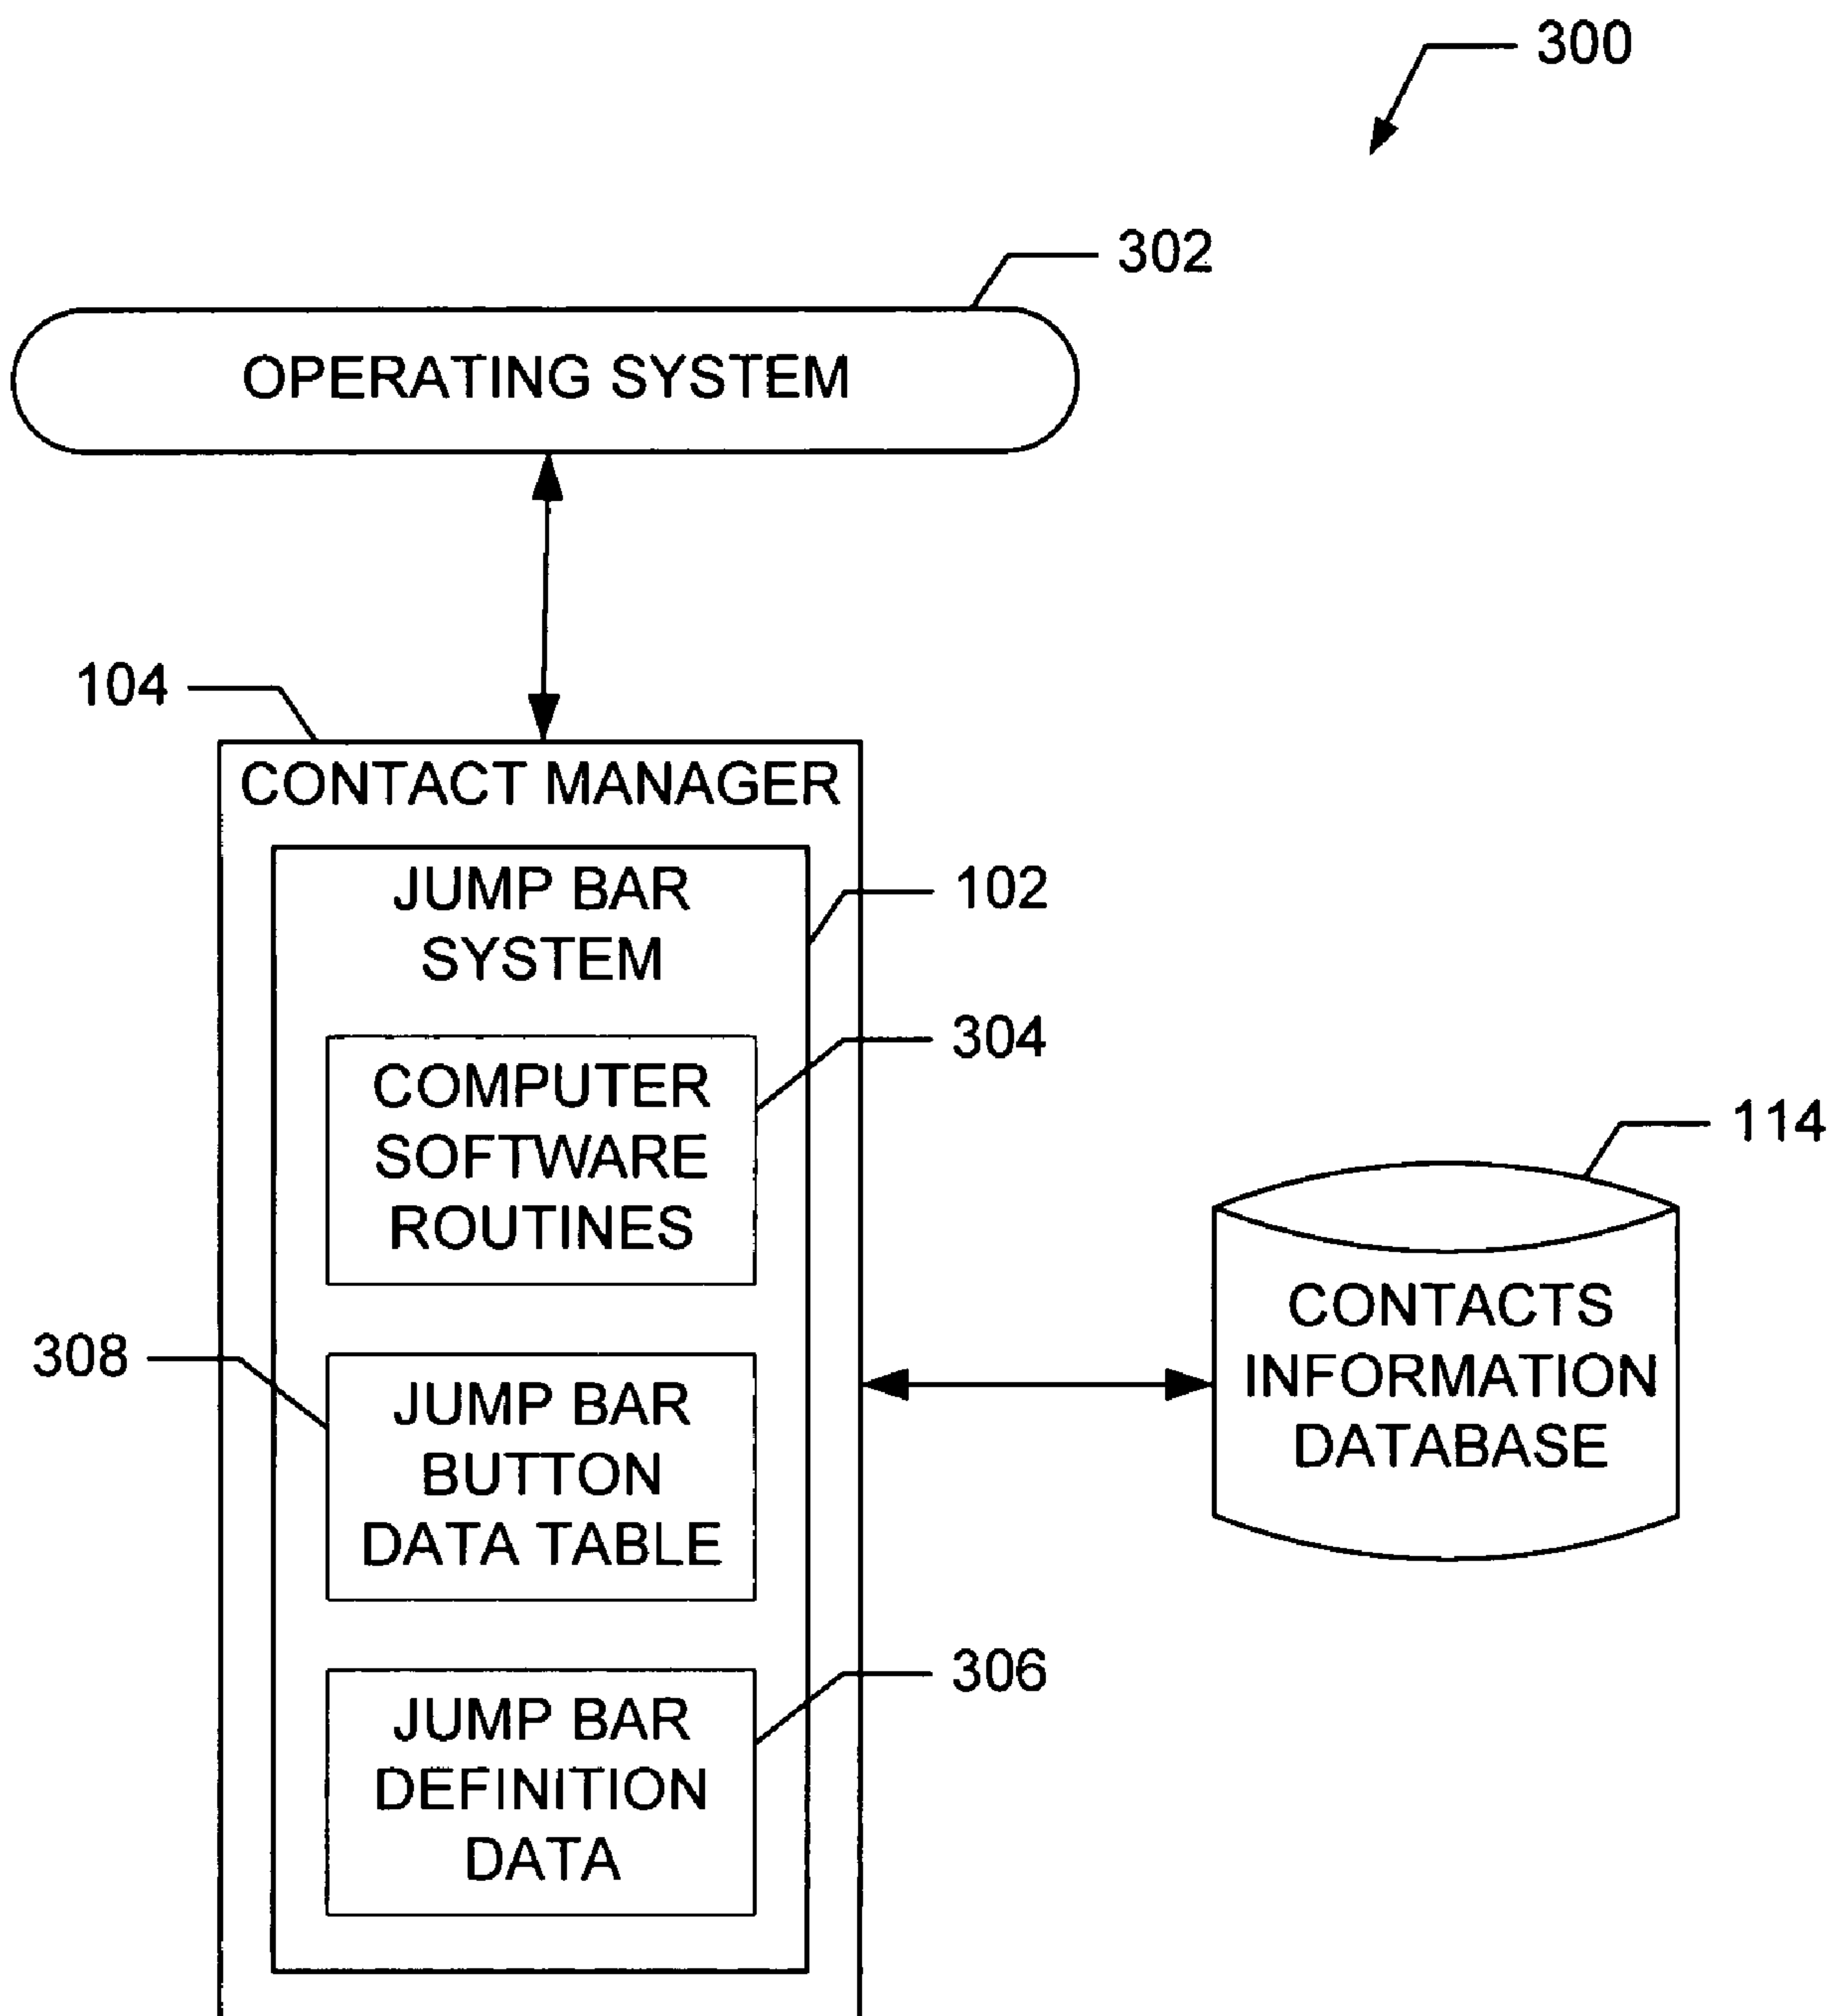 300
302
OPERATING SYSTEM
104
CONTACT MANAGER
JUMP BAR
SYSTEM
102
304
COMPUTER
SOFTWARE
ROUTINES
114
CONTACTS
INFORMATION
DATABASE
308
JUMP BAR
BUTTON
DATA TABLE
306
JUMP BAR
DEFINITION
DATA